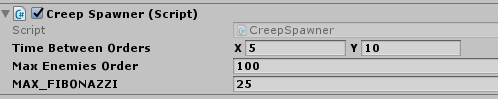 Creep Spawner (Script)
Script CreepSpawner
Time Between Orders X 5 Y 10
Max Enemies Order 100
MAX_FIBONAZZI 25